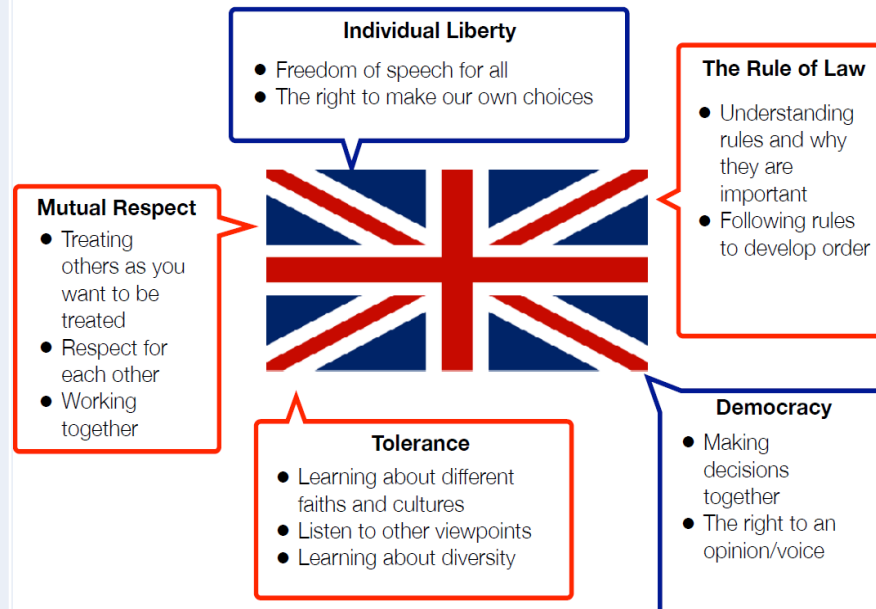 Individual Liberty
● Freedom of speech for all
● The right to make our own choices
The Rule of Law
● Understanding
rules and why
they are
important
● Following rules
to develop order
Mutual Respect
● Treating
others as you
want to be
treated
● Respect for
each other
● Working
together
Tolerance
● Learning about different
faiths and cultures
● Listen to other viewpoints
● Learning about diversity
Democracy
● Making
decisions
together
● The right to an
opinion/voice